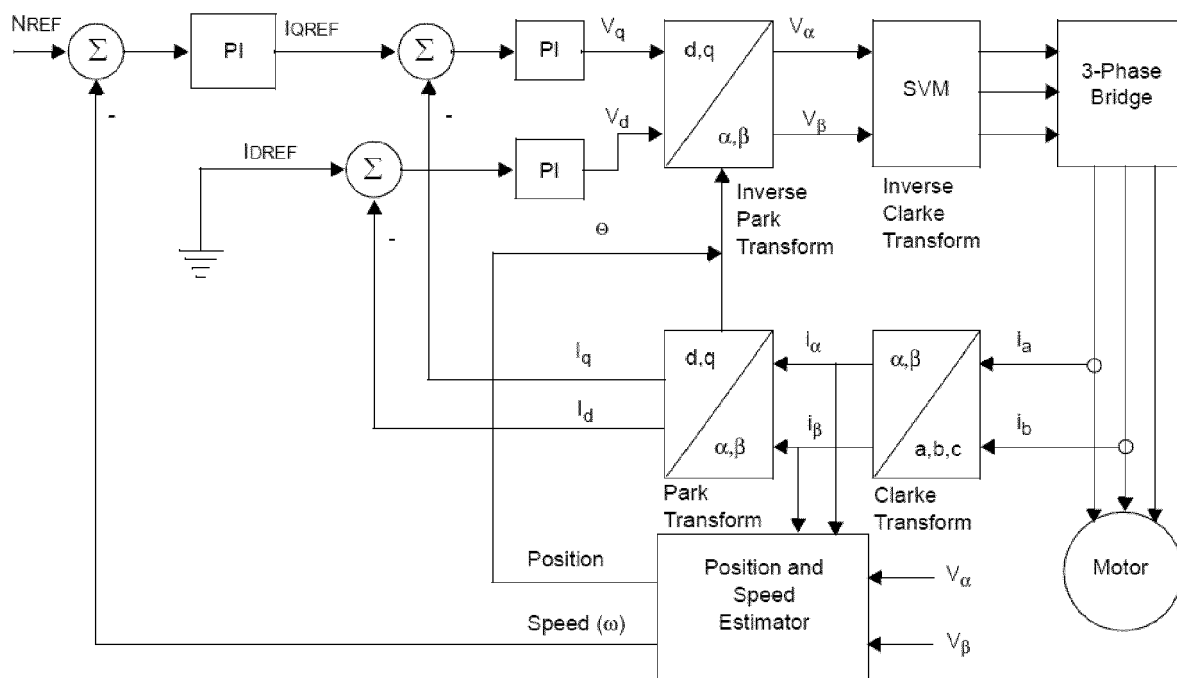 NREF
Σ
-
PI
IQREF
Σ
-
PI
Vq
d,q
α,β
Vα
Vβ
SVM
3-Phase
Bridge
IDREF
Σ
-
PI
Vd
Inverse
Park
Transform
Inverse
Clarke
Transform
Θ
Iq
Id
d,q
α,β
iα
iβ
α,β
a,b,c
ia
ib
Park
Transform
Clarke
Transform
Motor
Position
Speed (ω)
Position and
Speed
Estimator
Vα
Vβ